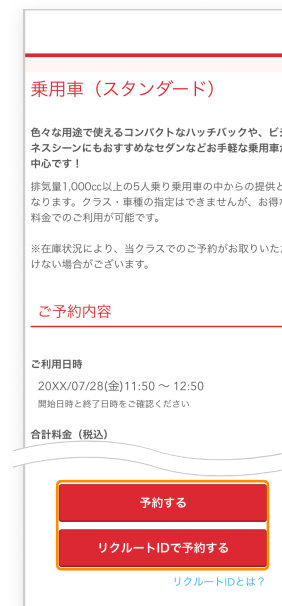 乗用車（スタンダード）
色々な用途で使えるコンパクトなハッチバックや、ビ
ネスシーンにもおすすめなセダンなどお手軽な乗用車
中心です！
排気量1,000cc以上の5人乗り乗用車の中からの提供と
なります。クラス・車種の指定はできませんが、お得
料金でのご利用が可能です。
※在庫状況により、当クラスでのご予約がお取りいた
けない場合がございます。
ご予約内容
ご利用日時
20XX/07/28(金)11:50 〜 12:50
開始日時と終了日時をご確認ください
合計料金（税込）
予約する
リクルートIDで予約する
リクルートIDとは？